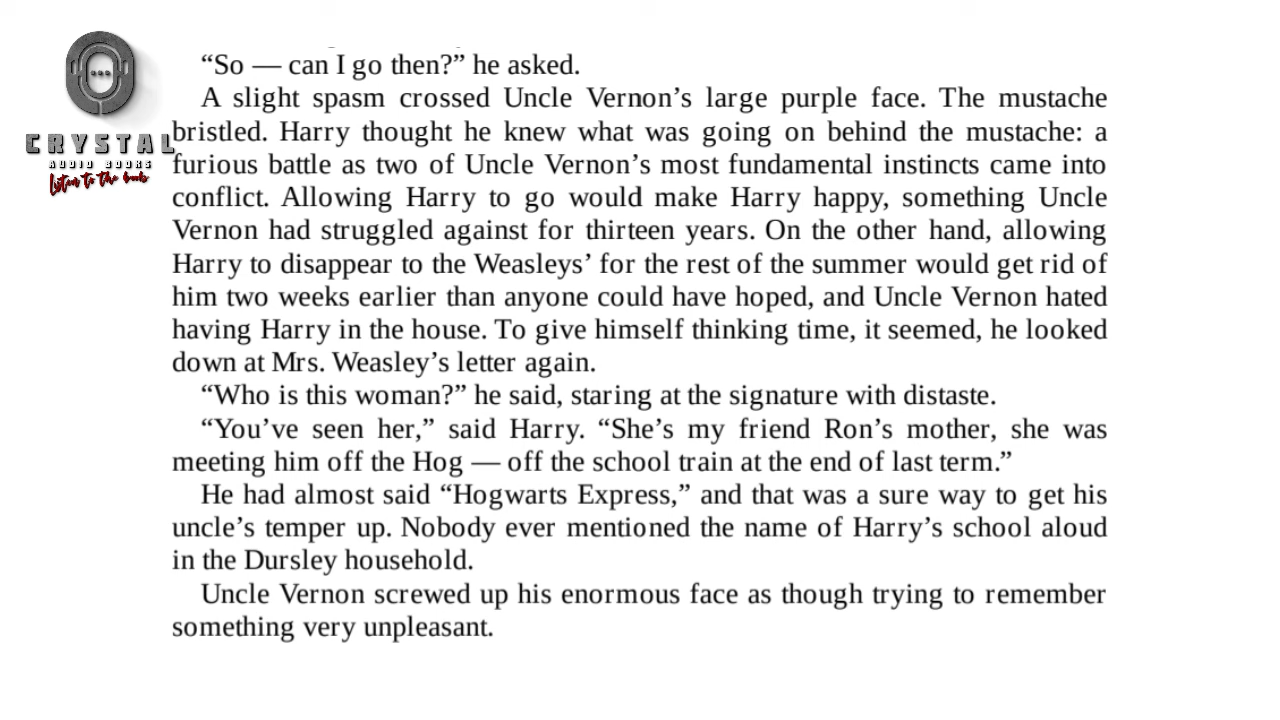 CRYSTAL
AUDIO BOOKS
Listen to the book
“So — can I go then?” he asked.
A slight spasm crossed Uncle Vernon’s large purple face. The mustache
bristled. Harry thought he knew what was going on behind the mustache: a
furious battle as two of Uncle Vernon’s most fundamental instincts came into
conflict. Allowing Harry to go would make Harry happy, something Uncle
Vernon had struggled against for thirteen years. On the other hand, allowing
Harry to disappear to the Weasleys’ for the rest of the summer would get rid of
him two weeks earlier than anyone could have hoped, and Uncle Vernon hated
having Harry in the house. To give himself thinking time, it seemed, he looked
down at Mrs. Weasley’s letter again.
“Who is this woman?” he said, staring at the signature with distaste.
“You’ve seen her,” said Harry. “She’s my friend Ron’s mother, she was
meeting him off the Hog — off the school train at the end of last term.”
He had almost said “Hogwarts Express,” and that was a sure way to get his
uncle’s temper up. Nobody ever mentioned the name of Harry’s school aloud
in the Dursley household.
Uncle Vernon screwed up his enormous face as though trying to remember
something very unpleasant.